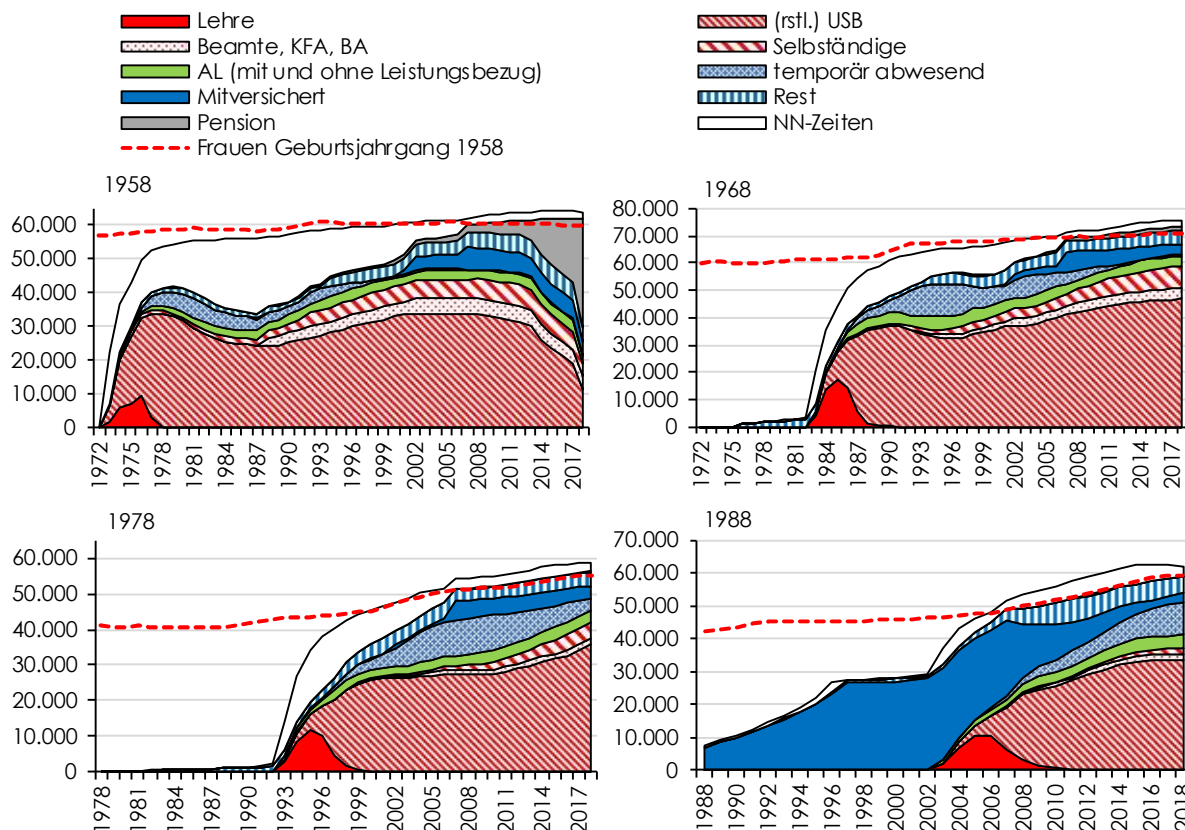 Lehre
Beamte, KFA, BA
AL (mit und ohne Leistungsbezug)
Mitversichert
Pension
Frauen Geburtsjahrgang 1958
(rstl.) USB
Selbständige
temporär abwesend
Rest
NN-Zeiten
1958
60.000
50.000
40.000
30.000
20.000
10.000
0
1972 1975 1978 1981 1984 1987 1990 1993 1996 1999 2002 2005 2008 2011 2014 2017
1968
80.000
70.000
60.000
50.000
40.000
30.000
20.000
10.000
0
1972 1975 1978 1981 1984 1987 1990 1993 1996 1999 2002 2005 2008 2011 2014 2017
1978
60.000
50.000
40.000
30.000
20.000
10.000
0
1978 1981 1984 1987 1990 1993 1996 1999 2002 2005 2008 2011 2014 2017
1988
70.000
60.000
50.000
40.000
30.000
20.000
10.000
0
1988 1990 1992 1994 1996 1998 2000 2002 2004 2006 2008 2010 2012 2014 2016 2018